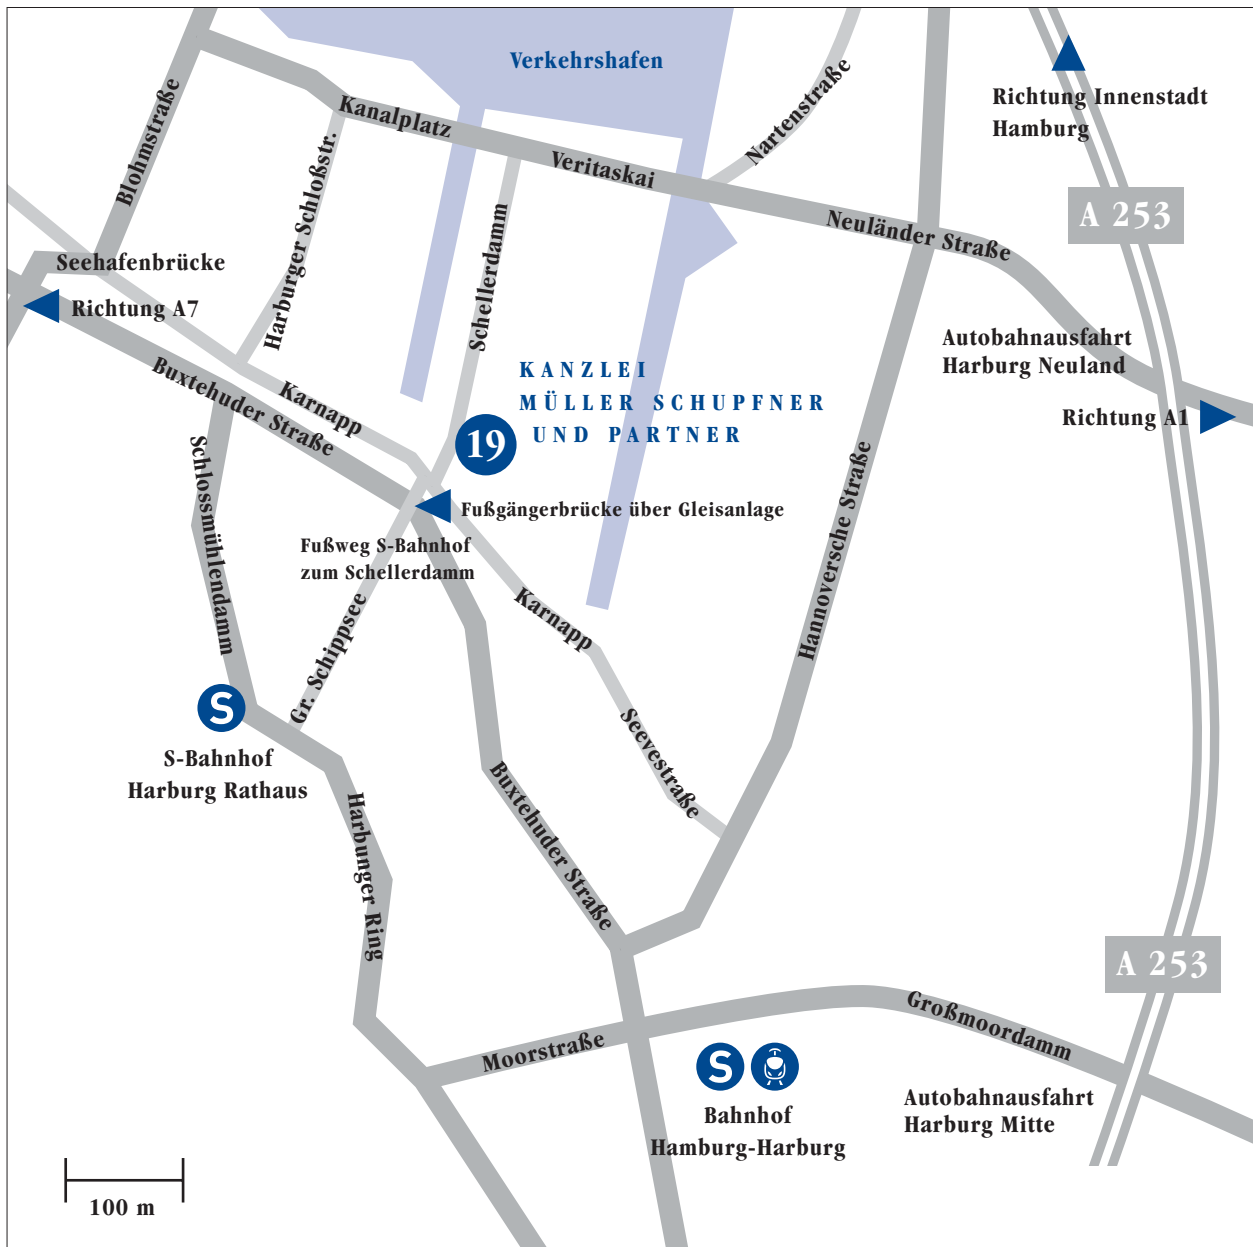 Verkehrshafen
Richtung Innenstadt
Hamburg
Nartenstraße
Blohmstraße
Kanalplatz
Harburger Schloßstr.
Veritaskai
A 253
Neuländer Straße
Schellerdamm
Seehafenbrücke
Richtung A7
Autobahnausfahrt
Harburg Neuland
Buxtehuder Straße
Karnapp
KANZLEI
MÜLLER SCHUPFNER
UND PARTNER
Richtung A1
19
Schlossmühlendamm
Hannoversche Straße
Fußgängerbrücke über Gleisanlage
Fußweg S-Bahnhof
zum Schellerdamm
Karnapp
Gr. Schippsee
S
S-Bahnhof
Harburg Rathaus
Seevestraße
Buxtehuder Straße
Harbunger Ring
A 253
Großmoordamm
Moorstraße
S
Bahnhof
Hamburg-Harburg
Autobahnausfahrt
Harburg Mitte
100 m